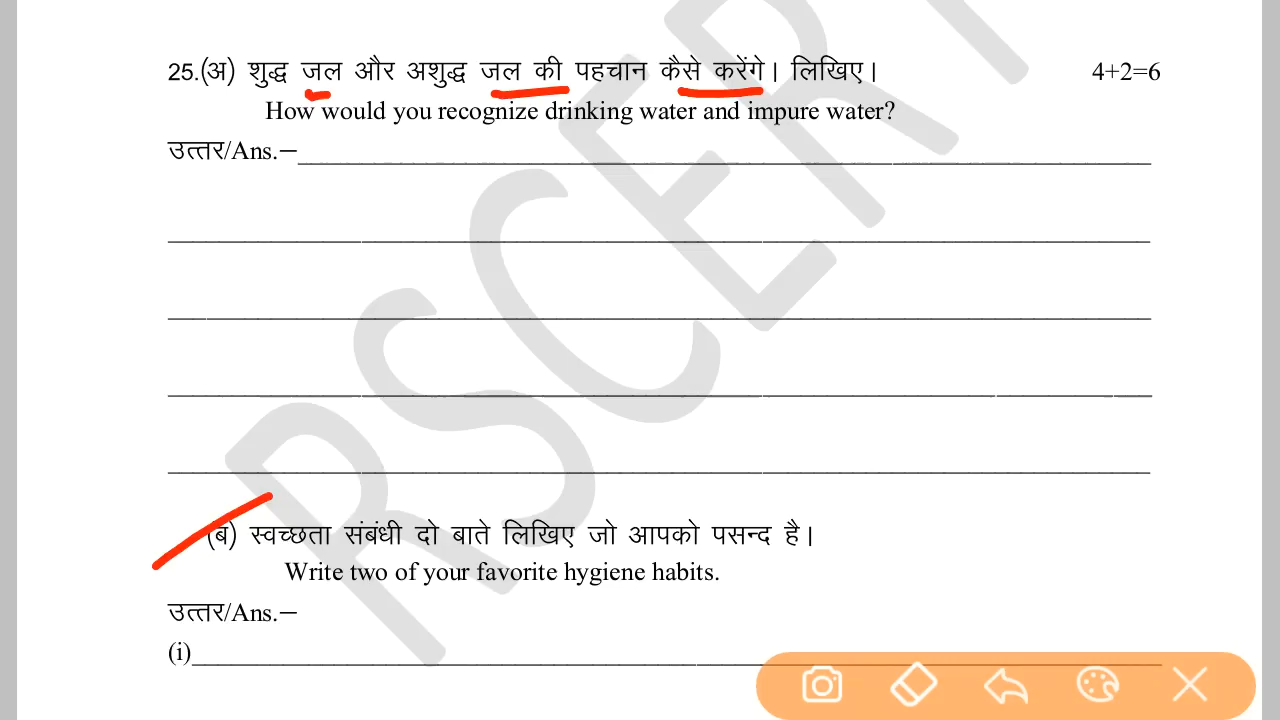 25.(अ) शुद्ध जल और अशुद्ध जल की पहचान कैसे करेंगे। लिखिए। 4+2=6
How would you recognize drinking water and impure water?
उत्तर/Ans.–
(ब) स्वच्छता संबंधी दो बाते लिखिए जो आपको पसन्द है।
Write two of your favorite hygiene habits.
उत्तर/Ans.–
(i)
RSCERT